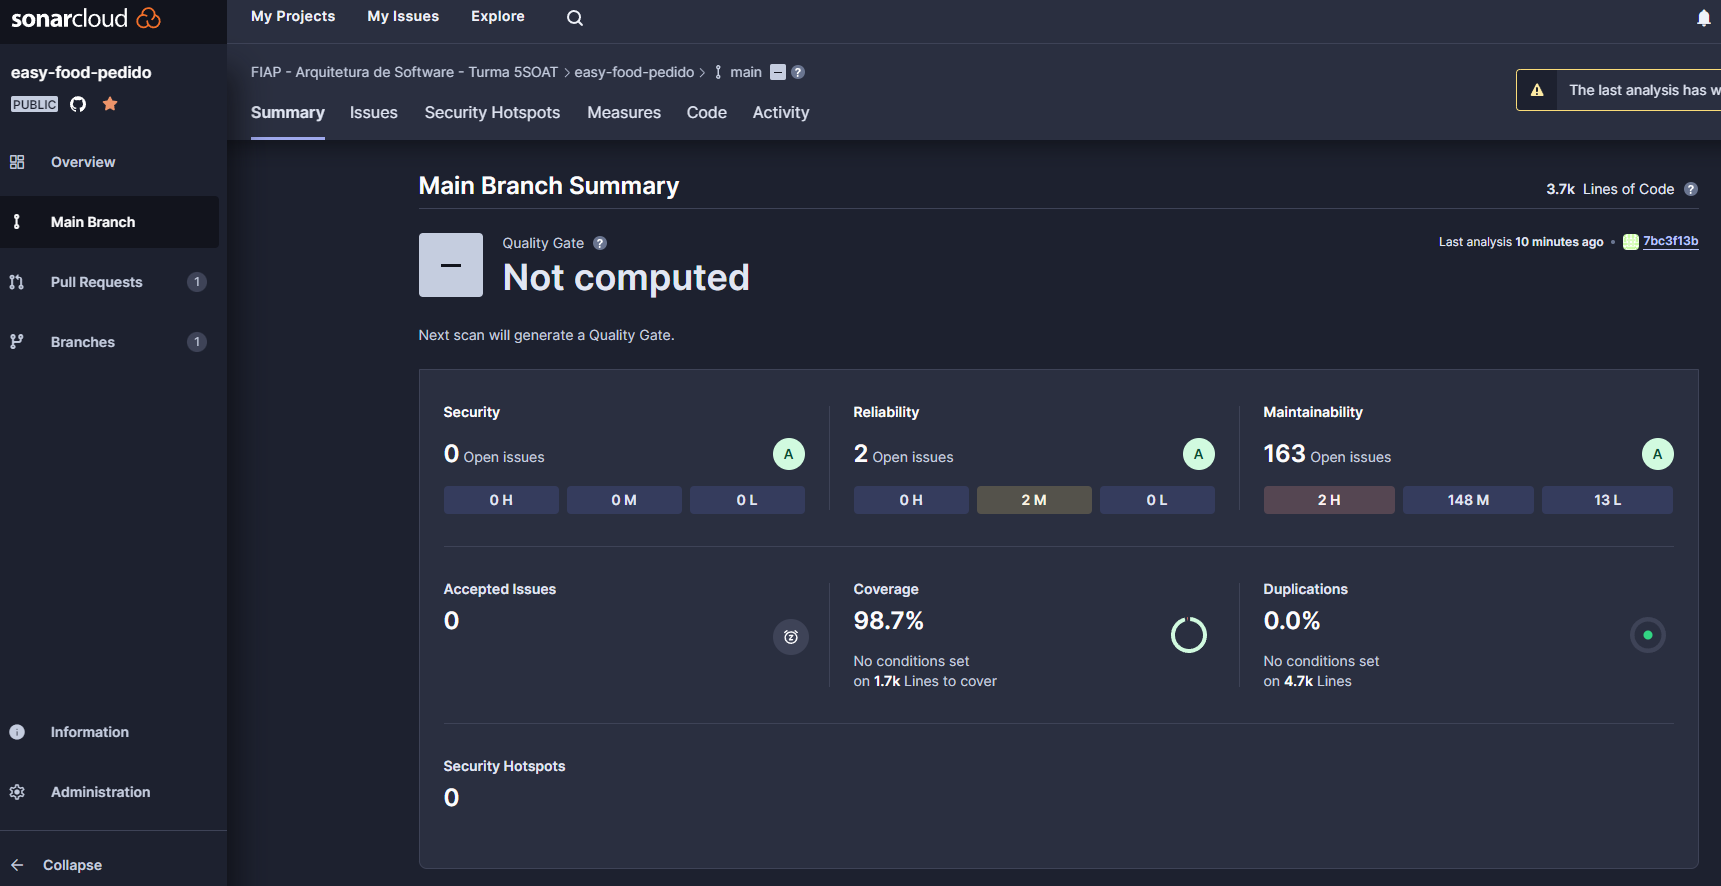 sonarcloud
My Projects My Issues Explore
easy-food-pedido
PUBLIC
FIAP - Arquitetura de Software - Turma 5SOAT > easy-food-pedido > main
The last analysis has w
Summary Issues Security Hotspots Measures Code Activity
Overview
Main Branch
Pull Requests 1
Branches 1
Information
Administration
Collapse
Main Branch Summary
3.7k Lines of Code
Quality Gate
Not computed
Last analysis 10 minutes ago • 7bc3f13b
Next scan will generate a Quality Gate.
Security
0 Open issues A
0 H 0 M 0 L
Reliability
2 Open issues A
0 H 2 M 0 L
Maintainability
163 Open issues A
2 H 148 M 13 L
Accepted Issues
0
Coverage
98.7%
No conditions set
on 1.7k Lines to cover
Duplications
0.0%
No conditions set
on 4.7k Lines
Security Hotspots
0